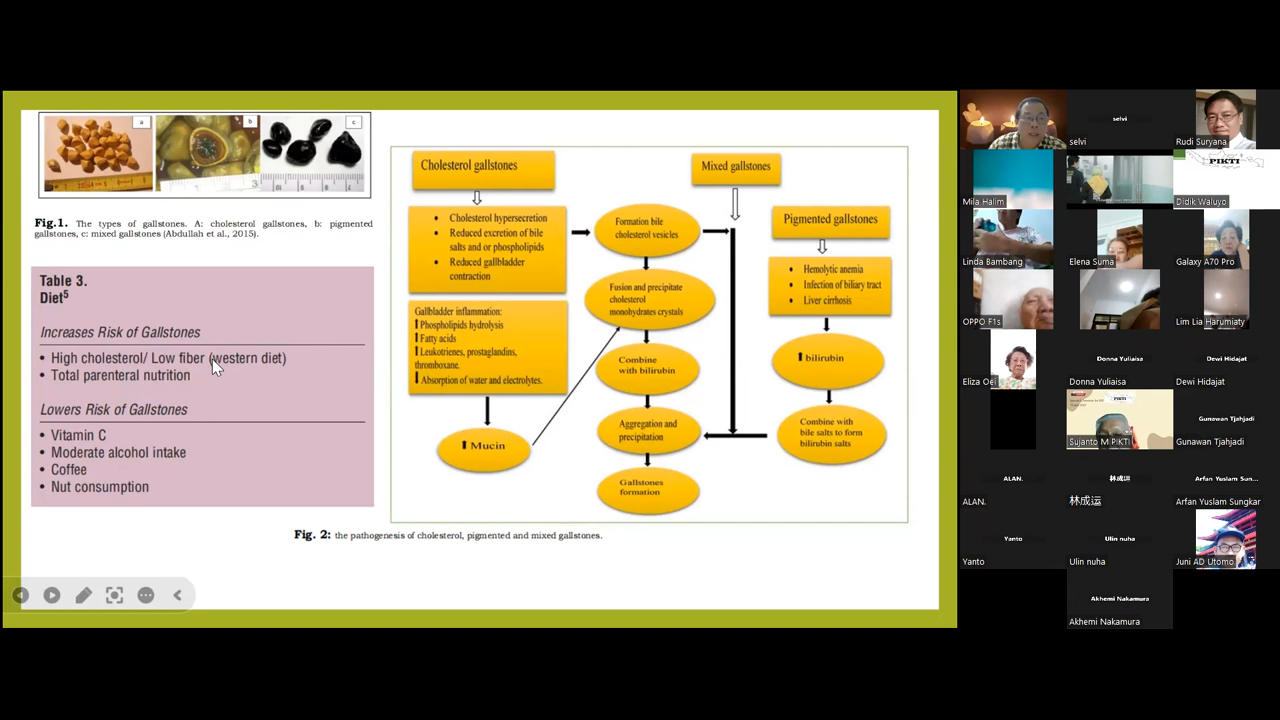 a
b
c
Fig.1. The types of gallstones. A: cholesterol gallstones, b: pigmented
gallstones, c: mixed gallstones (Abdullah et al., 2015).
Table 3.
Diet5
Increases Risk of Gallstones
• High cholesterol/ Low fiber (western diet)
• Total parenteral nutrition
Lowers Risk of Gallstones
• Vitamin C
• Moderate alcohol intake
• Coffee
• Nut consumption
Cholesterol gallstones
• Cholesterol hypersecretion
• Reduced excretion of bile
salts and or phospholipids
• Reduced gallbladder
contraction
Gallbladder inflammation:
Phospholipids hydrolysis
Fatty acids
Leukotrienes, prostaglandins,
thromboxane.
Absorption of water and electrolytes.
Mucin
Formation bile
cholesterol vesicles
Fusion and precipitate
cholesterol
monohydrates crystals
Combine
with bilirubin
Aggregation and
precipitation
Gallstones
formation
Mixed gallstones
Pigmented gallstones
• Hemolytic anemia
• Infection of biliary tract
• Liver cirrhosis
bilirubin
Combine with
bile salts to form
bilirubin salts
Fig. 2: the pathogenesis of cholesterol, pigmented and mixed gallstones.
selvi
selvi
Rudi Suryana
Mila Halim
PIKTI
Didik Waluyo
Linda Bambang
Elena Suma
Galaxy A70 Pro
OPPO F1s
Lim Lia Harumiaty
Eliza Oei
Donna Yuliaisa
Donna Yuliaisa
Dewi Hidajat
Dewi Hidajat
PIKTI
Sujanto M PIKTI
Gunawan Tjahjadi
Gunawan Tjahjadi
ALAN.
ALAN.
林成运
林成运
Arfan Yuslam Sun...
Arfan Yuslam Sungkar
Yanto
Yanto
Ulin nuha
Ulin nuha
Juni AD Utomo
Akhemi Nakamura
Akhemi Nakamura